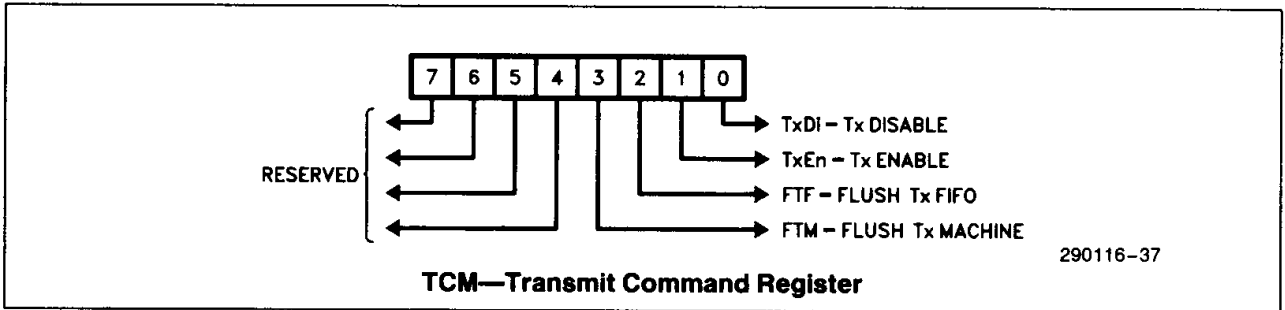 7 6 5 4 3 2 1 0
RESERVED
TxDi – Tx DISABLE
TxEn – Tx ENABLE
FTF – FLUSH Tx FIFO
FTM – FLUSH Tx MACHINE
290116–37
TCM—Transmit Command Register